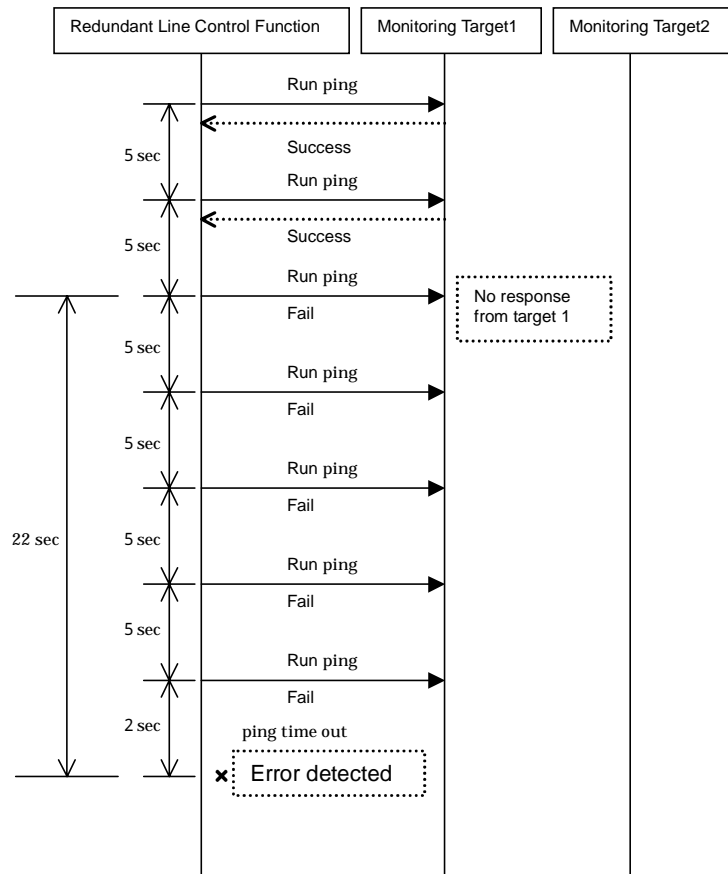 Redundant Line Control Function
Monitoring Target1
Monitoring Target2
Run ping
Success
5 sec
Run ping
Success
5 sec
Run ping
Fail
No response
from target 1
5 sec
Run ping
Fail
5 sec
Run ping
Fail
22 sec
5 sec
Run ping
Fail
5 sec
Run ping
Fail
2 sec
ping time out
Error detected